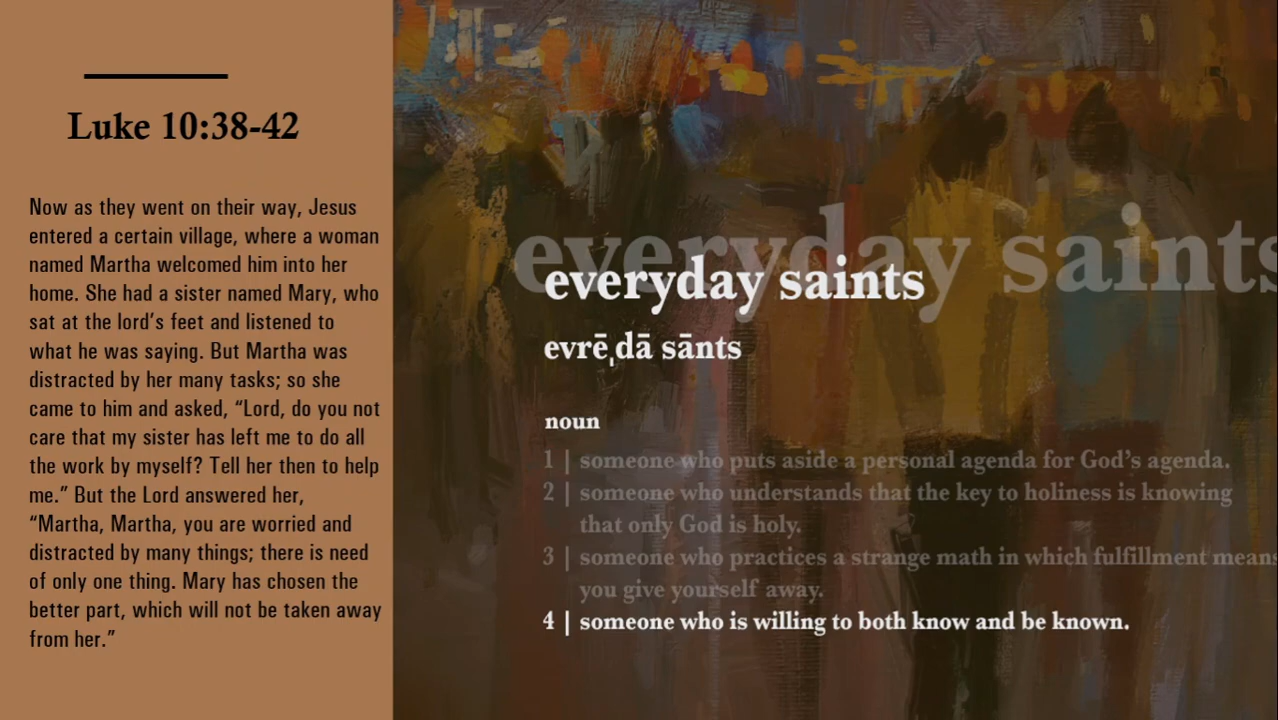 Luke 10:38-42
Now as they went on their way, Jesus
entered a certain village, where a woman
named Martha welcomed him into her
home. She had a sister named Mary, who
sat at the lord's feet and listened to
what he was saying. But Martha was
distracted by her many tasks; so she
came to him and asked, “Lord, do you not
care that my sister has left me to do all
the work by myself? Tell her then to help
me.” But the Lord answered her,
“Martha, Martha, you are worried and
distracted by many things; there is need
of only one thing. Mary has chosen the
better part, which will not be taken away
from her.”
everyday saints
everyday saints
evrēˌdā sānts
noun
1 | someone who puts aside a personal agenda for God's agenda.
2 | someone who understands that the key to holiness is knowing
that only God is holy.
3 | someone who practices a strange math in which fulfillment means
you give yourself away.
4 | someone who is willing to both know and be known.